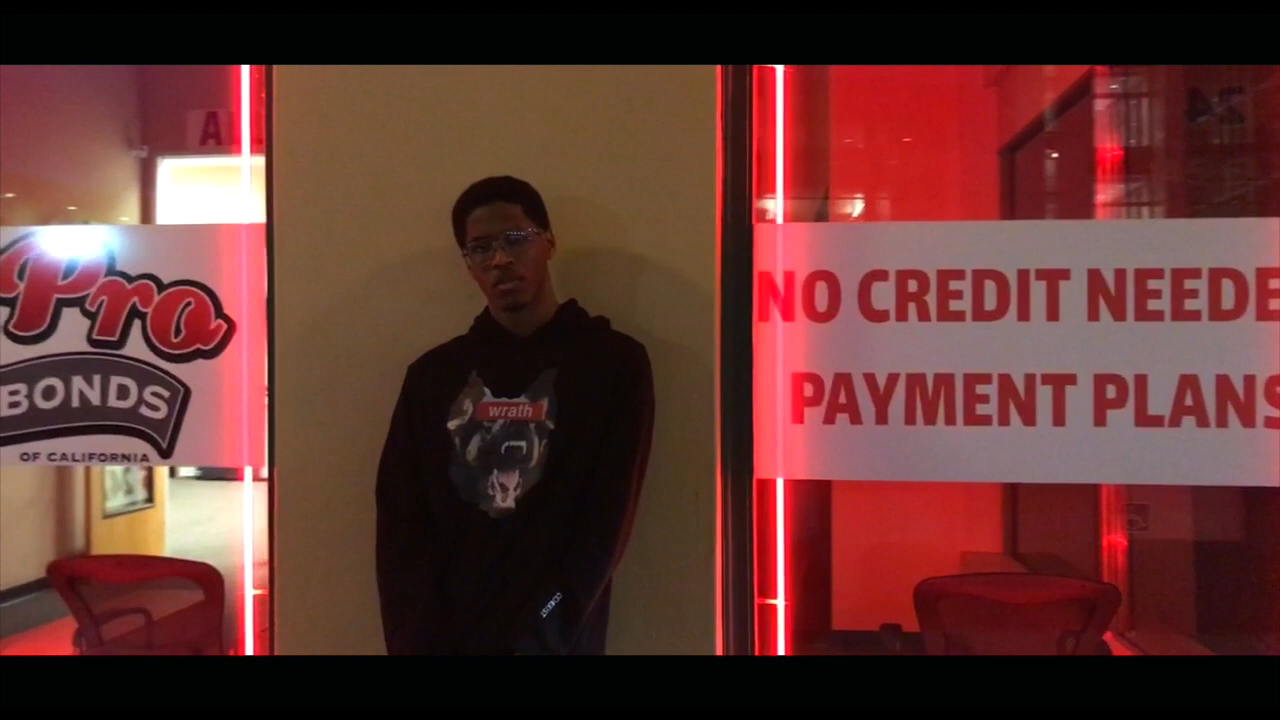 A
Pro
BONDS
OF CALIFORNIA
wrath
NO CREDIT NEEDE
PAYMENT PLANS